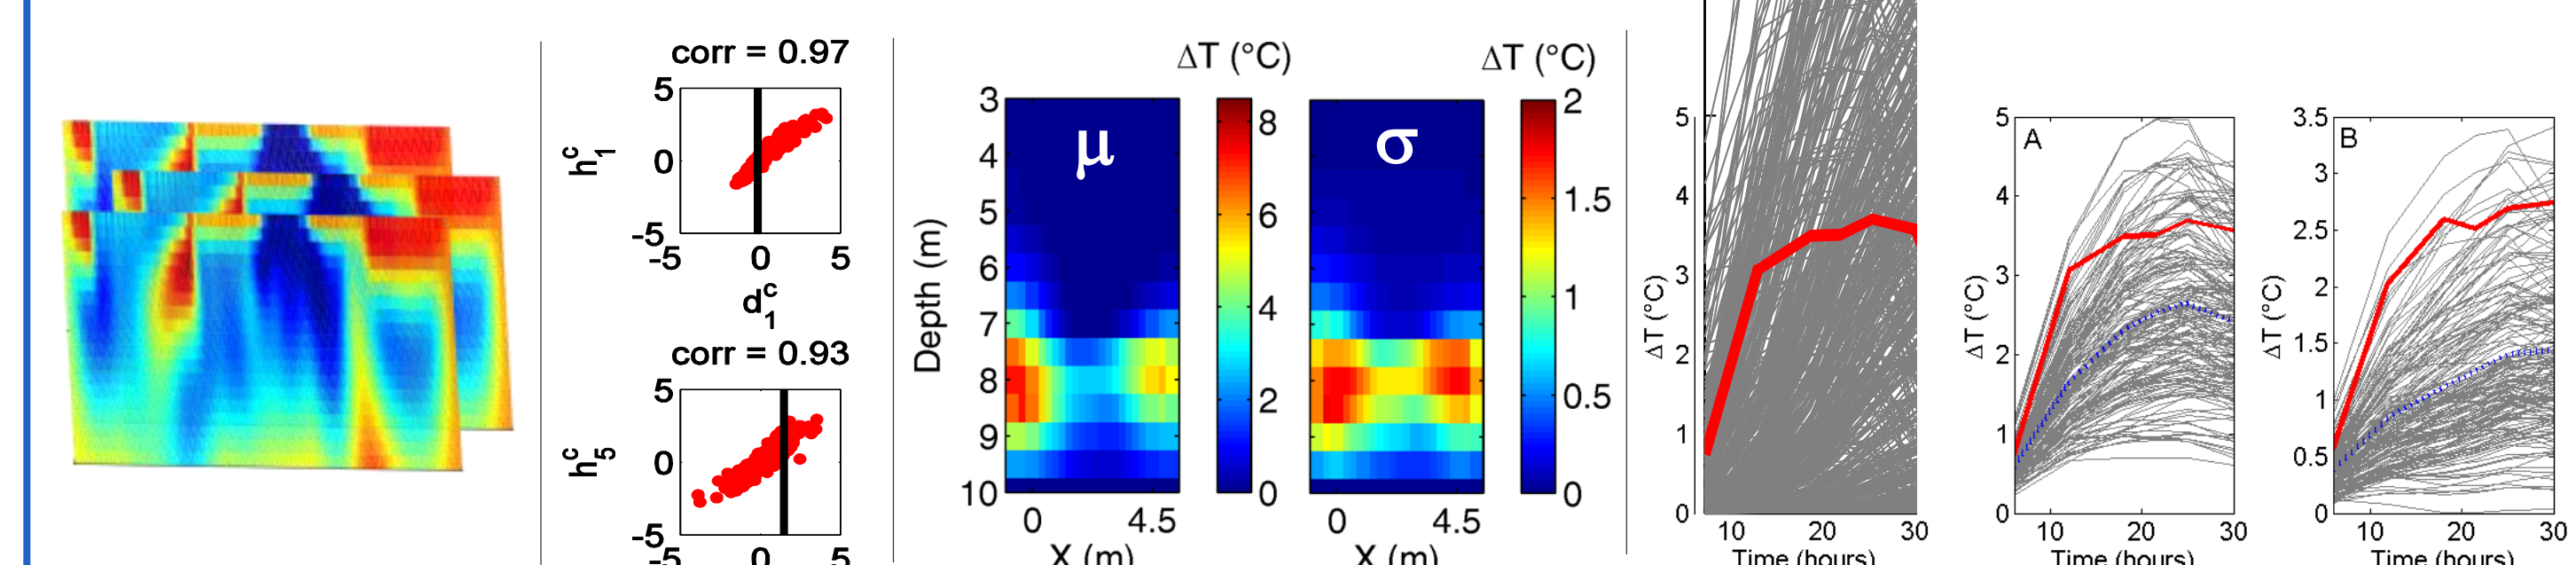 corr = 0.97
5
0
-5
h₁ᶜ
-5 0 5
d₁ᶜ
corr = 0.93
5
0
-5
h₅ᶜ
-5 0 5
ΔT (°C)
μ
3
4
5
6
7
8
9
10
Depth (m)
0 4.5
X (m)
8
6
4
2
0
ΔT (°C)
σ
0 4.5
X (m)
2
1.5
1
0.5
0
5
4
3
2
1
0
ΔT (°C)
10 20 30
Time (hours)
A
5
4
3
2
1
0
ΔT (°C)
10 20 30
Time (hours)
B
3.5
3
2.5
2
1.5
1
0.5
0
ΔT (°C)
10 20 30
Time (hours)